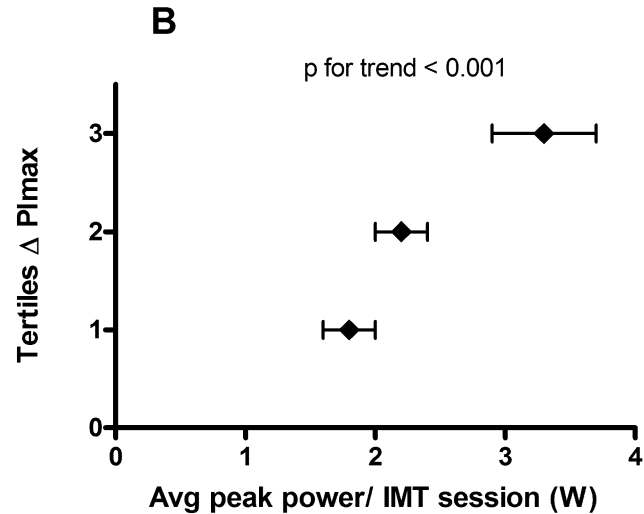 B
p for trend < 0.001
Tertiles Δ PImax
3
2
1
0
0 1 2 3 4
Avg peak power/ IMT session (W)